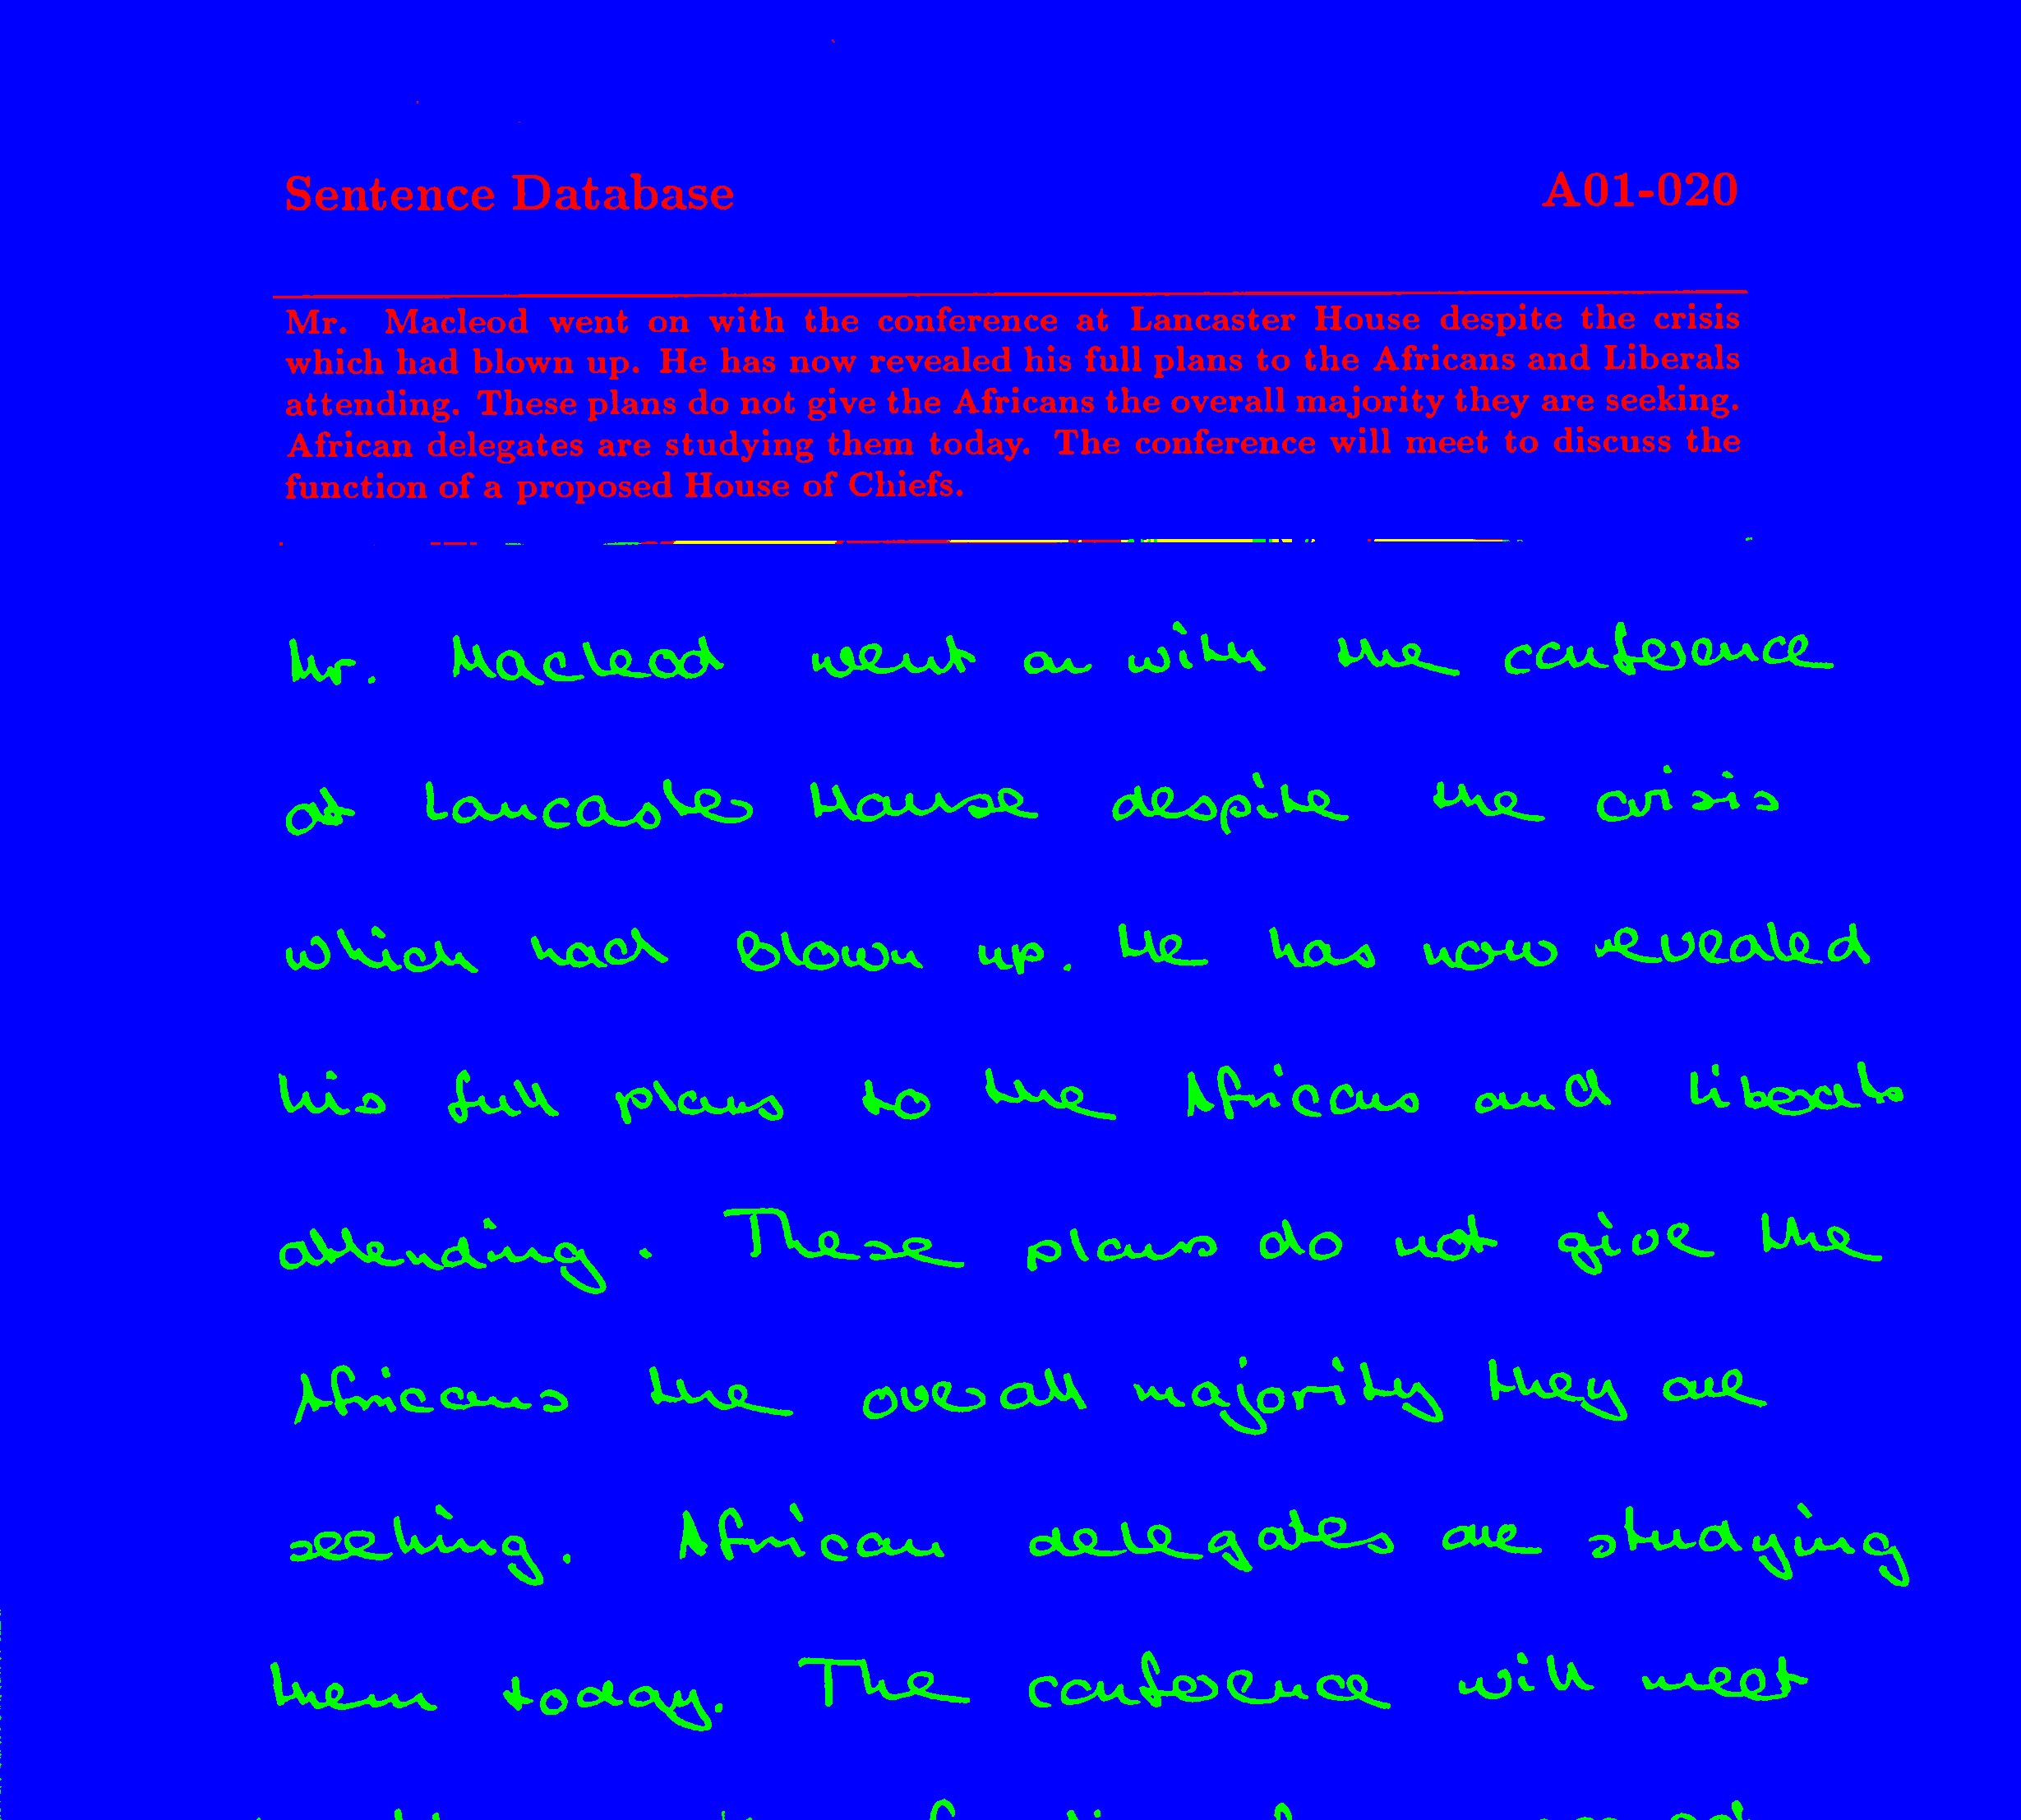 Sentence Database A01-020
Mr. Macleod went on with the conference at Lancaster House despite the crisis
which had blown up. He has now revealed his full plans to the Africans and Liberals
attending. These plans do not give the Africans the overall majority they are seeking.
African delegates are studying them today. The conference will meet to discuss the
function of a proposed House of Chiefs.
Mr. Macleod went on with the conference
at Lancaster House despite the crisis
which had blown up. He has now revealed
his full plans to the Africans and Liberals
attending. These plans do not give the
Africans the overall majority they are
seeking. African delegates are studying
them today. The conference will meet